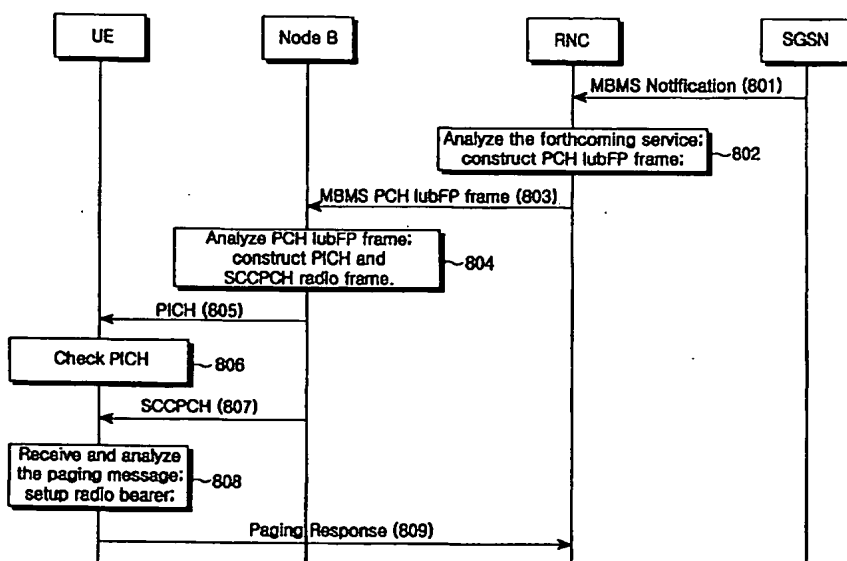 UE
Node B
RNC
SGSN
MBMS Notification (801)
Analyze the forthcoming service;
construct PCH IubFP frame;
802
MBMS PCH IubFP frame (803)
Analyze PCH IubFP frame;
construct PICH and
SCCPCH radio frame.
804
PICH (805)
Check PICH
806
SCCPCH (807)
Receive and analyze
the paging message;
setup radio bearer;
808
Paging Response (809)